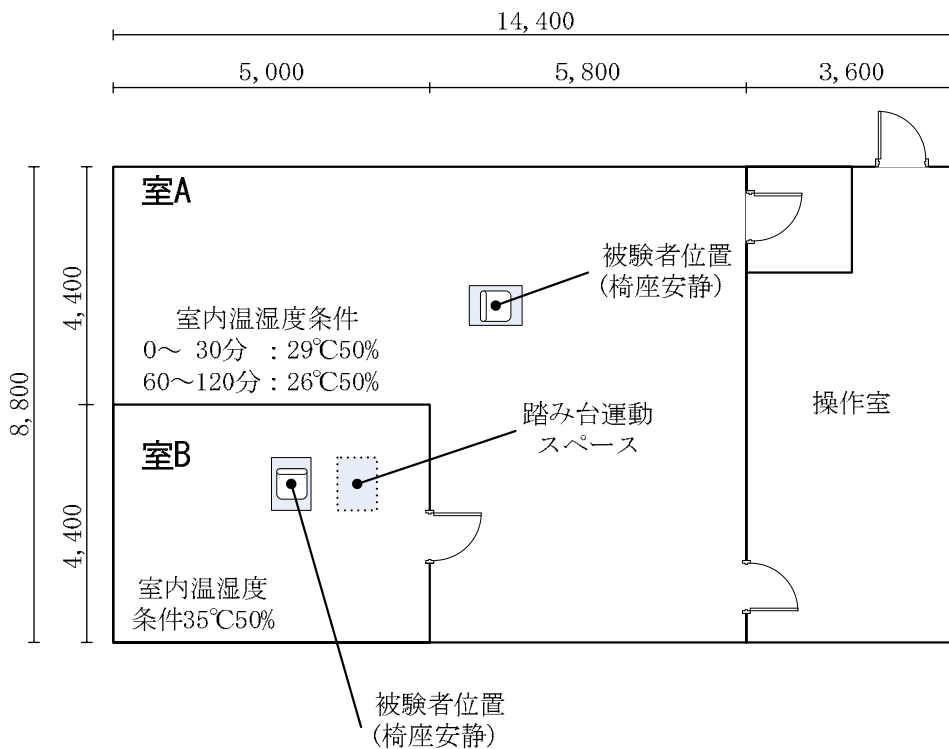 14,400
5,000
5,800
3,600
8,800
4,400
4,400
室A
被験者位置
(椅座安静)
室内温湿度条件
0～ 30分 ：29℃50%
60～120分：26℃50%
操作室
踏み台運動
スペース
室B
室内温湿度
条件35℃50%
被験者位置
(椅座安静)